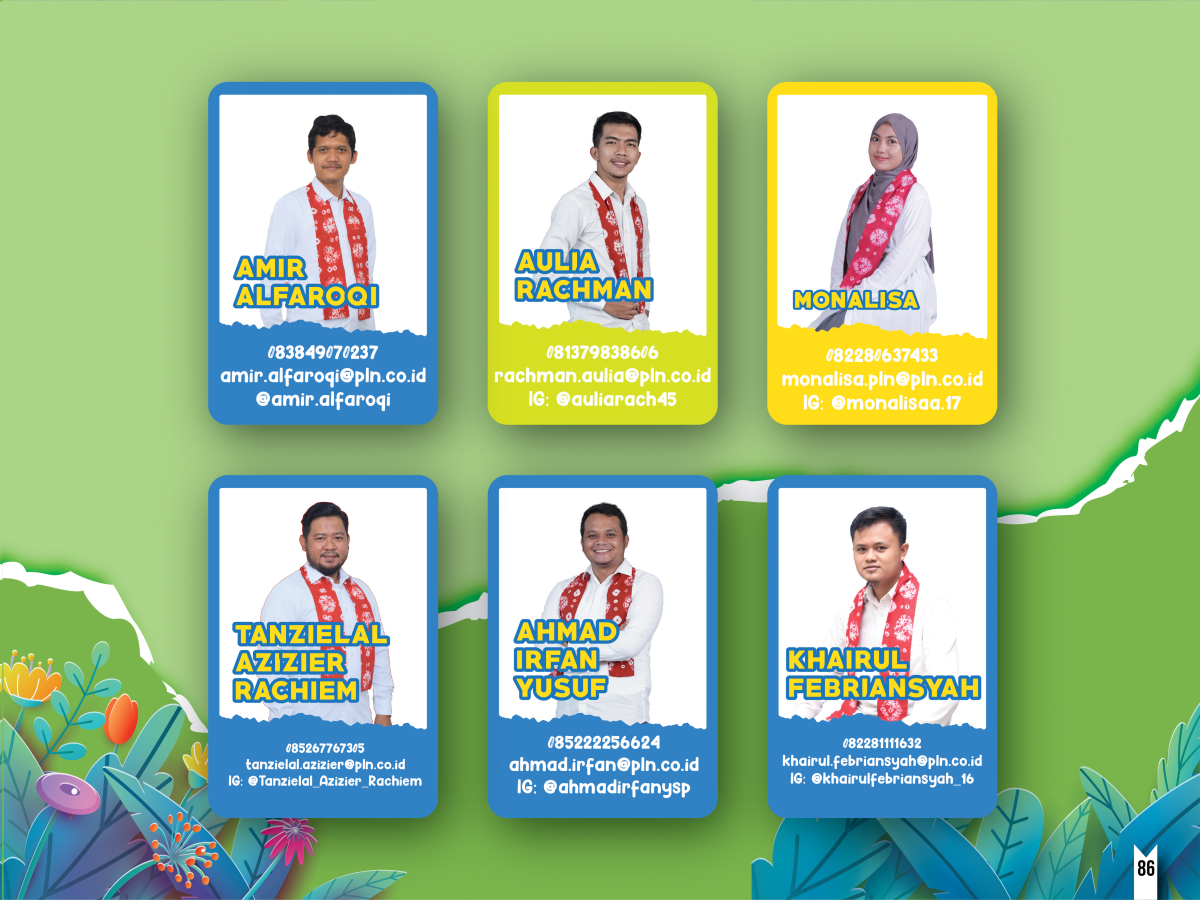 AMIR
ALFAROQI
083849070237
amir.alfaroqi@pln.co.id
@amir.alfaroqi
AULIA
RACHMAN
081379838606
rachman.aulia@pln.co.id
IG: @auliarach45
MONALISA
082280637433
monalisa.pln@pln.co.id
IG: @monalisaa.17
TANZIELAL
AZIZIER
RACHIEM
085267767305
tanzielal.azizier@pln.co.id
IG: @Tanzielal_Azizier_Rachiem
AHMAD
IRFAN
YUSUF
085222256624
ahmad.irfan@pln.co.id
IG: @ahmadirfanysp
KHAIRUL
FEBRIANSYAH
082281111632
khairul.febriansyah@pln.co.id
IG: @khairulfebriansyah_16
86